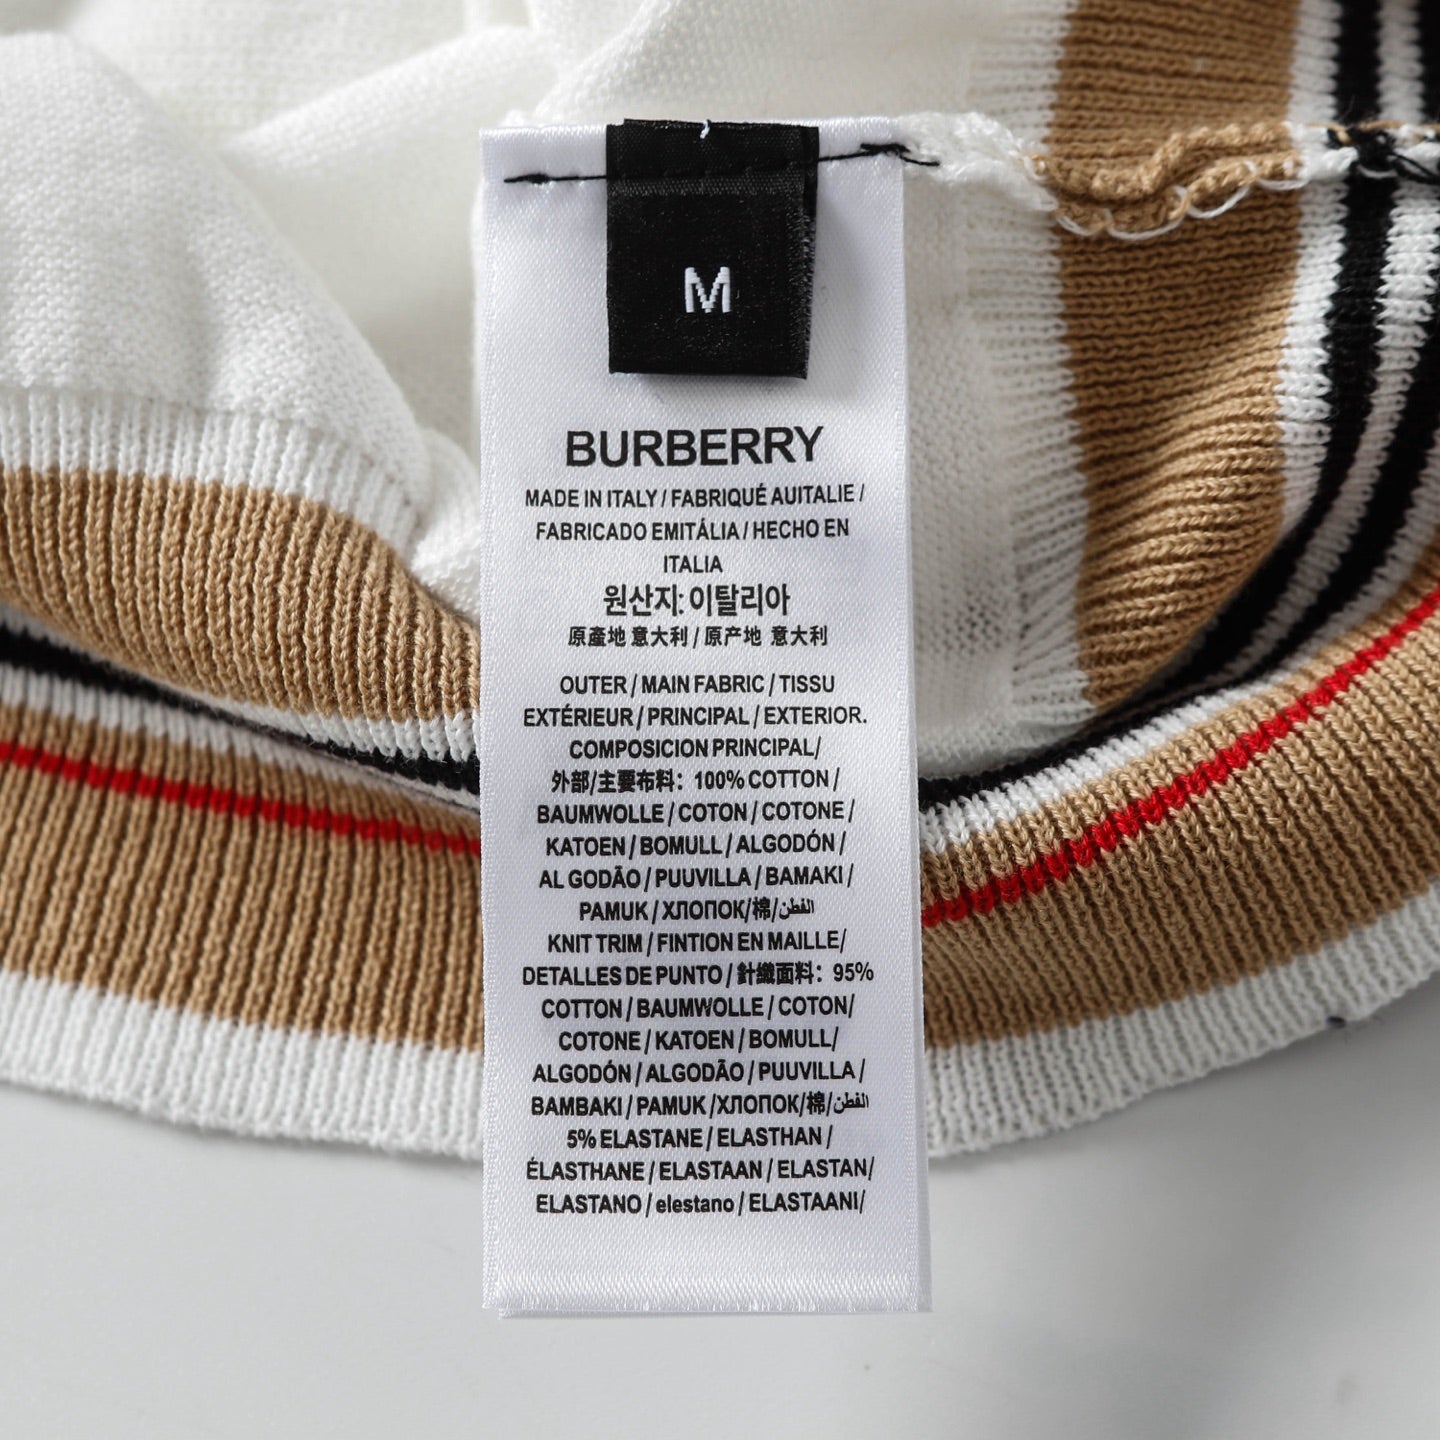 M
BURBERRY
MADE IN ITALY / FABRIQUÉ AUITALIE /
FABRICADO EMITÁLIA / HECHO EN
ITALIA
원산지: 이탈리아
原產地 意大利 / 原产地 意大利
OUTER / MAIN FABRIC / TISSU
EXTÉRIEUR / PRINCIPAL / EXTERIOR.
COMPOSICION PRINCIPAL/
外部/主要布料：100% COTTON /
BAUMWOLLE / COTON / COTONE /
KATOEN / BOMULL / ALGODÓN /
AL GODÃO / PUUVILLA / BAMAKI /
PAMUK / ХЛОПОК/棉/القطن
KNIT TRIM / FINTION EN MAILLE/
DETALLES DE PUNTO / 針織面料：95%
COTTON / BAUMWOLLE / COTON/
COTONE / KATOEN / BOMULL/
ALGODÓN / ALGODÃO / PUUVILLA /
BAMBAKI / PAMUK /ХЛОПОК/棉/القطن
5% ELASTANE / ELASTHAN /
ÉLASTHANE / ELASTAAN / ELASTAN/
ELASTANO / elestano / ELASTAANI/